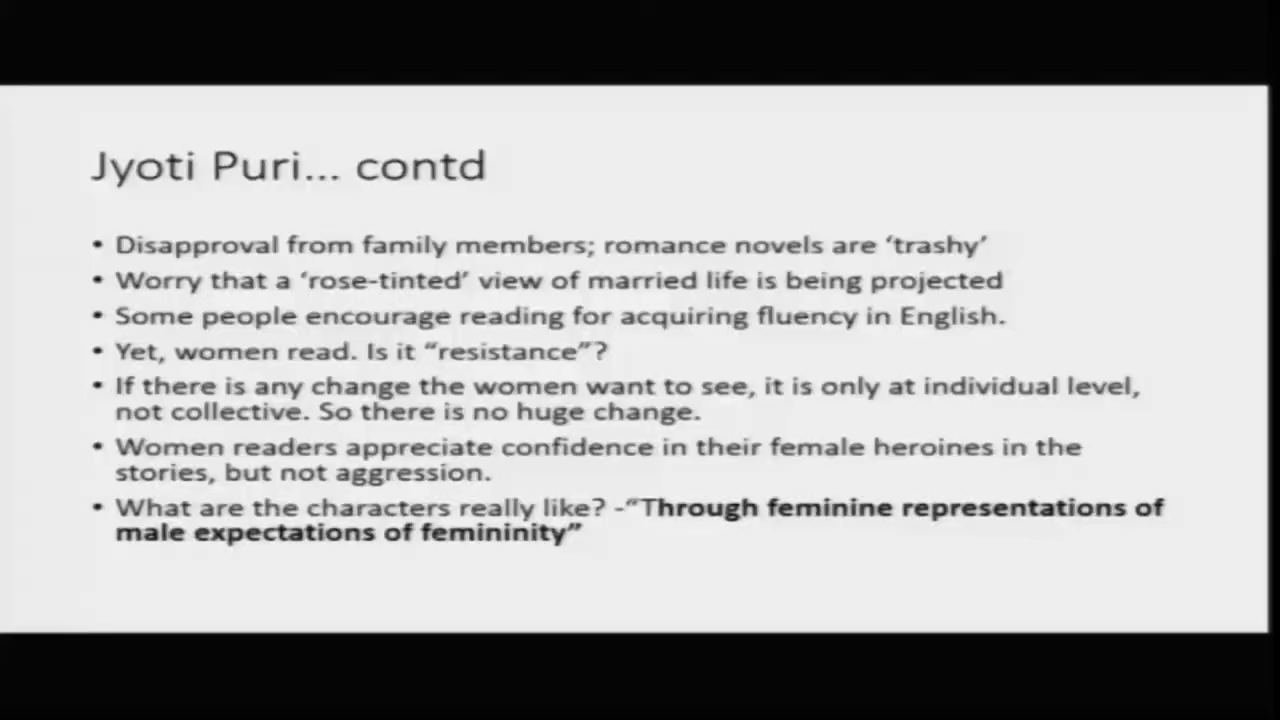 Jyoti Puri... contd
• Disapproval from family members; romance novels are ‘trashy’
• Worry that a ‘rose-tinted’ view of married life is being projected
• Some people encourage reading for acquiring fluency in English.
• Yet, women read. Is it “resistance”?
• If there is any change the women want to see, it is only at individual level,
not collective. So there is no huge change.
• Women readers appreciate confidence in their female heroines in the
stories, but not aggression.
• What are the characters really like? -“Through feminine representations of
male expectations of femininity”